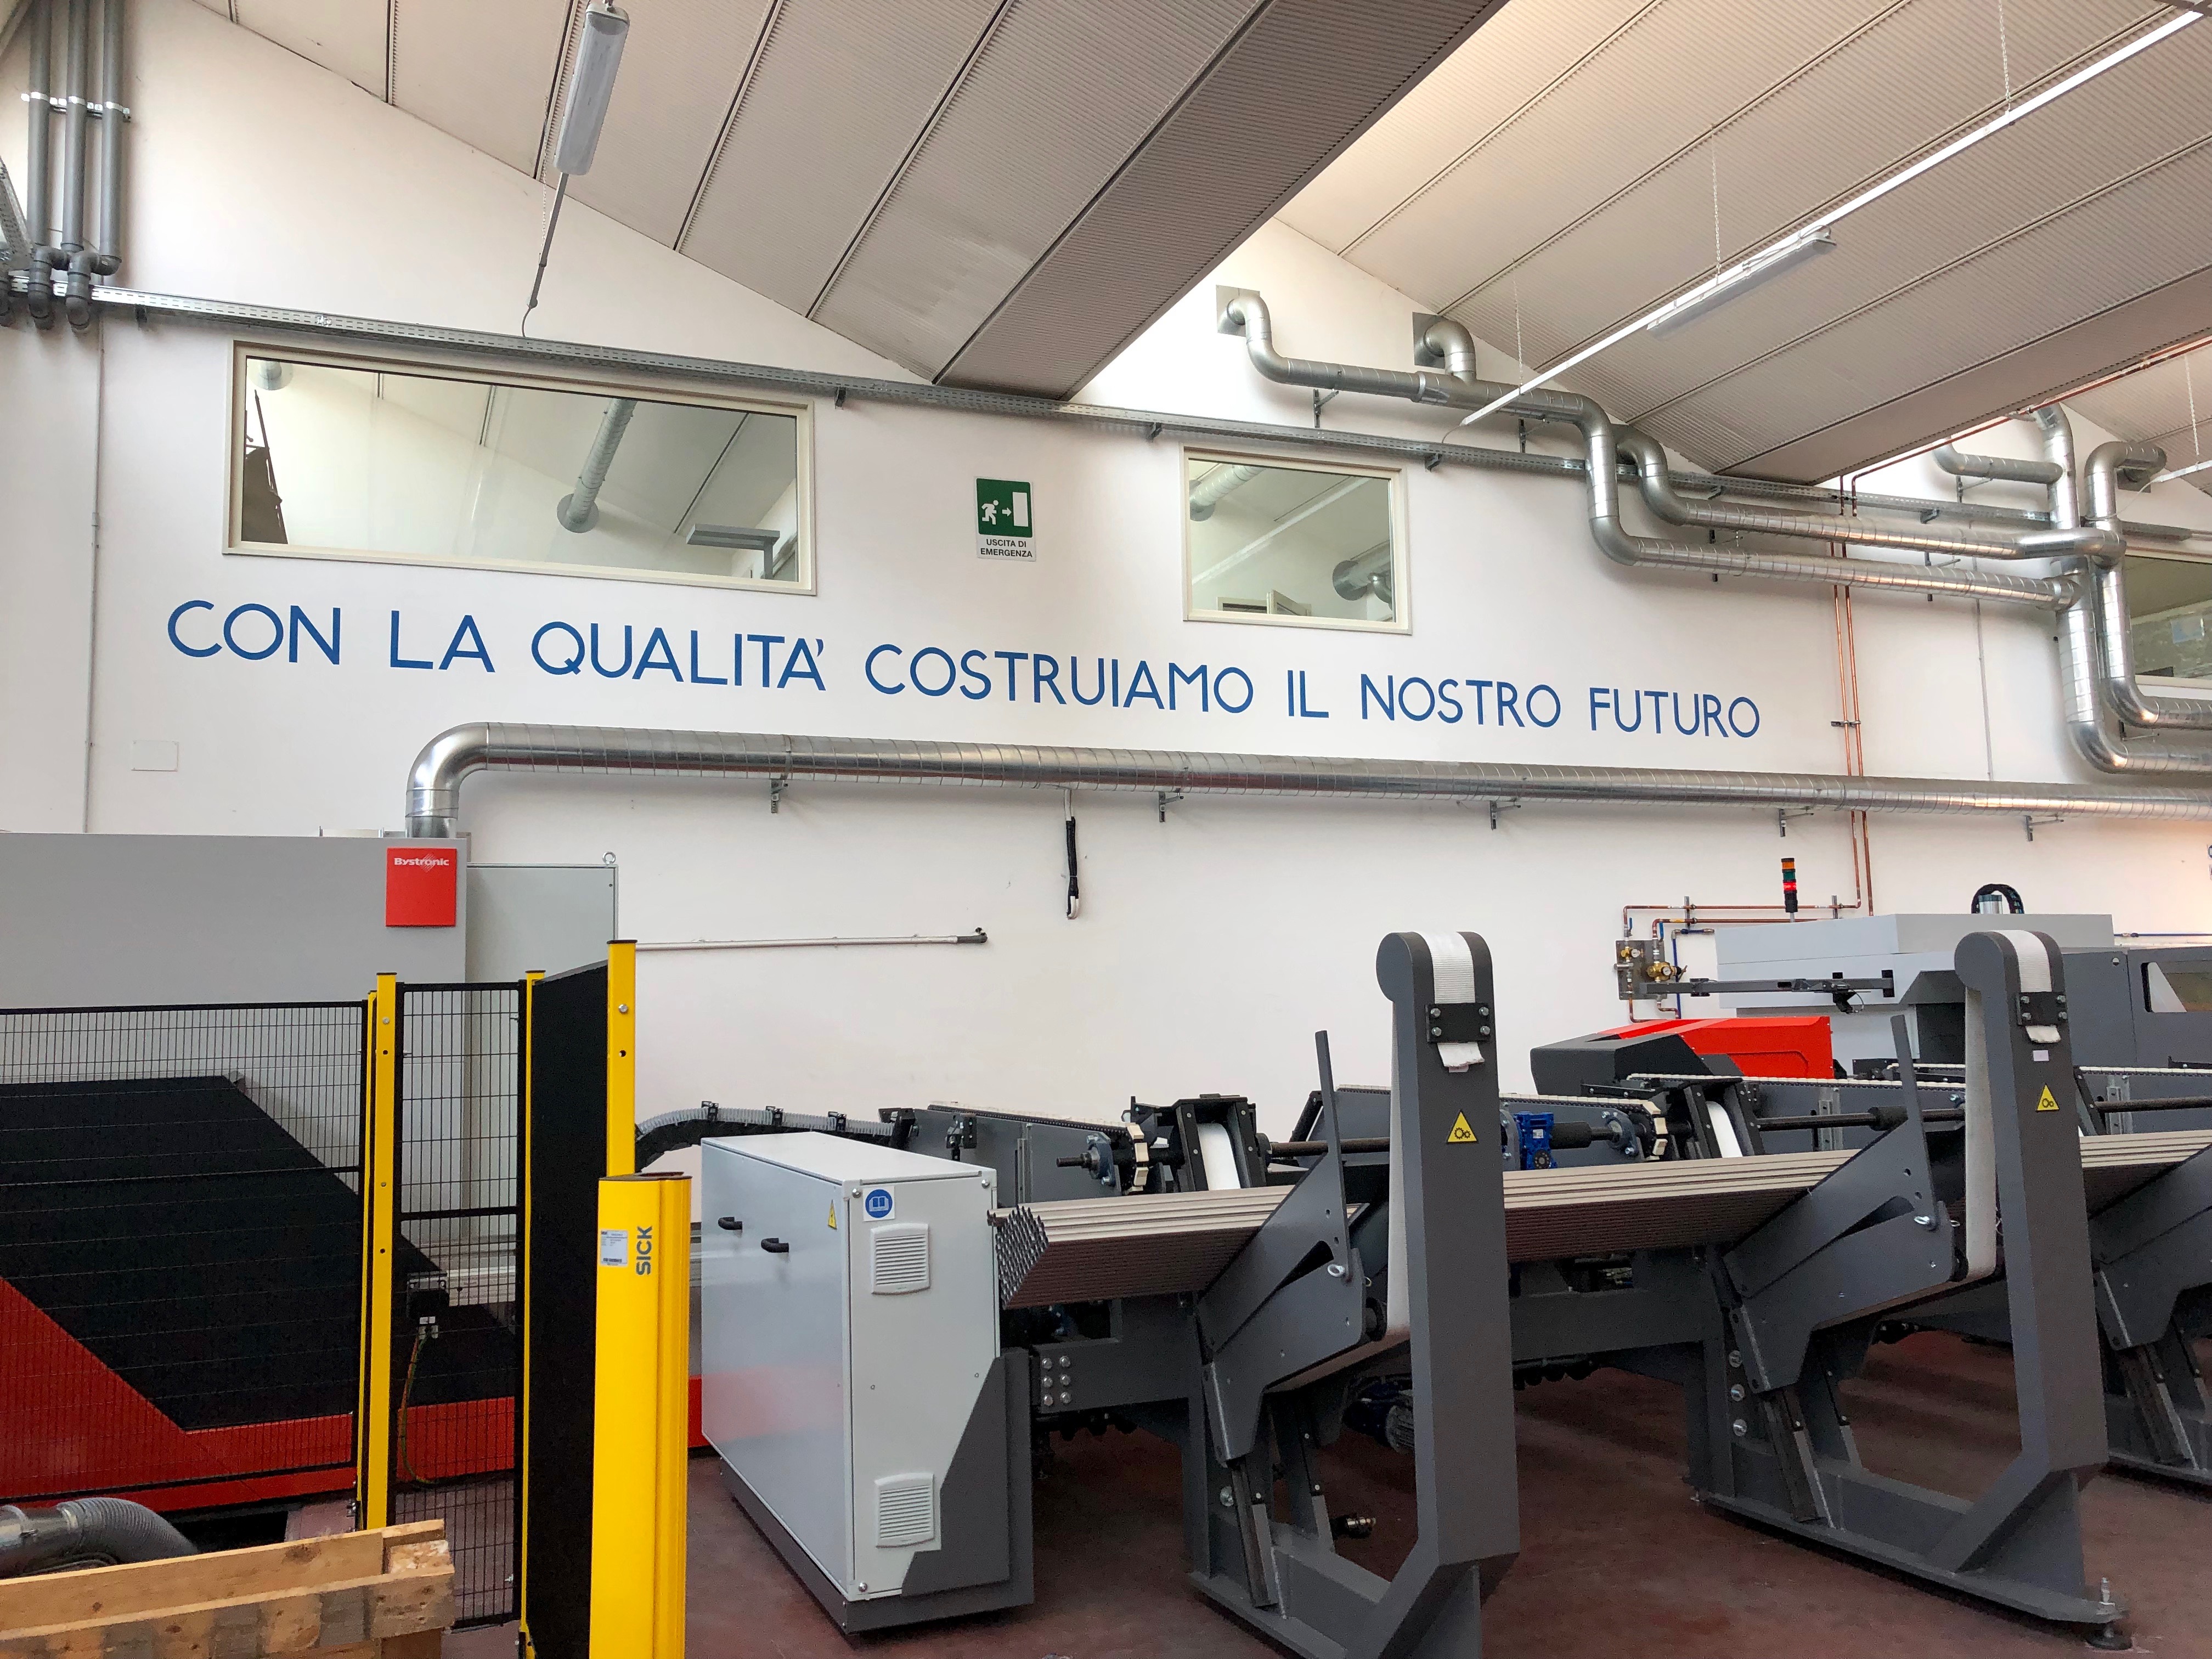 USCITA DI
EMERGENZA
CON LA QUALITA' COSTRUIAMO IL NOSTRO FUTURO
Bystronic
SICK